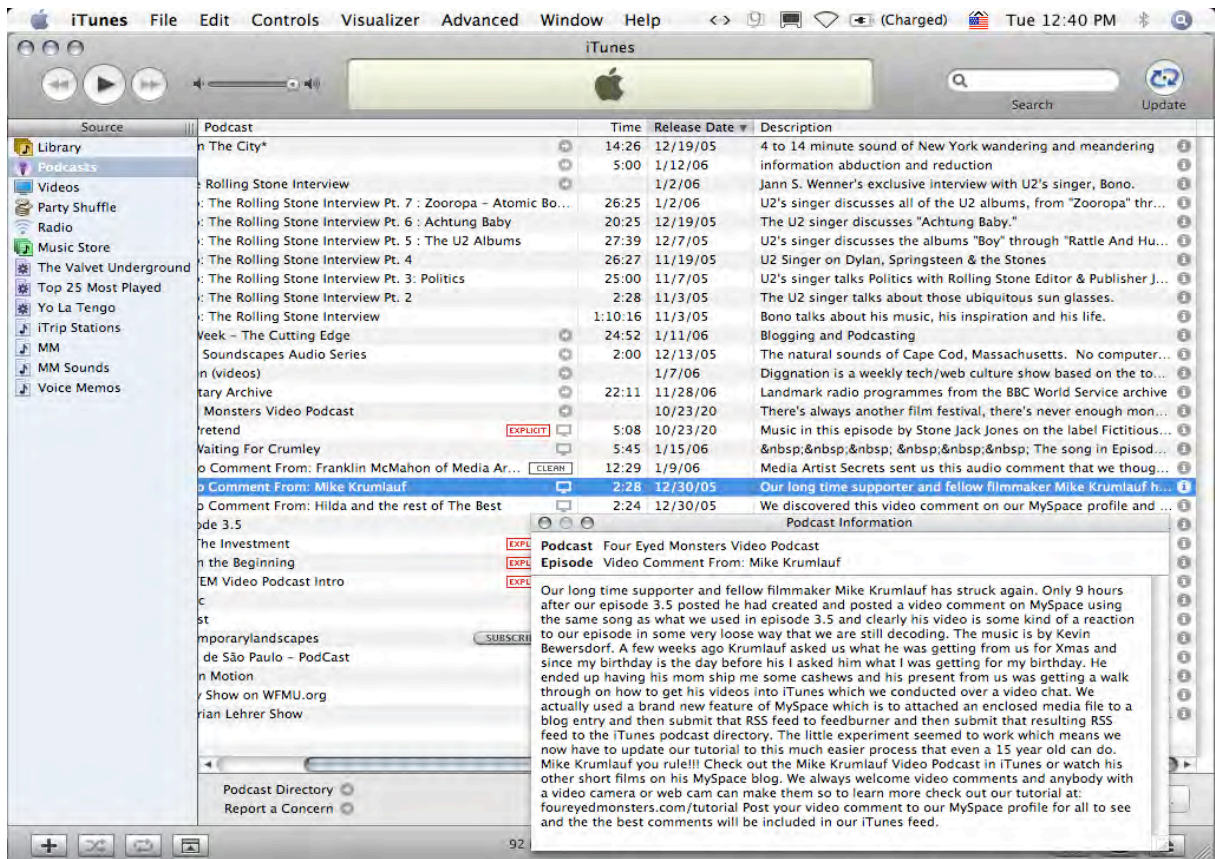 iTunes File Edit Controls Visualizer Advanced Window Help (Charged) Tue 12:40 PM
iTunes
Search Update
Source Podcast Time Release Date Description
Library
Podcasts
Videos
Party Shuffle
Radio
Music Store
The Valvet Underground
Top 25 Most Played
Yo La Tengo
iTrip Stations
MM
MM Sounds
Voice Memos
n The City* 14:26 12/19/05 4 to 14 minute sound of New York wandering and meandering
5:00 1/12/06 information abduction and reduction
Rolling Stone Interview 1/2/06 Jann S. Wenner's exclusive interview with U2's singer, Bono.
: The Rolling Stone Interview Pt. 7 : Zooropa – Atomic Bo... 26:25 1/2/06 U2's singer discusses all of the U2 albums, from "Zooropa" thr...
: The Rolling Stone Interview Pt. 6 : Achtung Baby 20:25 12/19/05 The U2 singer discusses "Achtung Baby."
: The Rolling Stone Interview Pt. 5 : The U2 Albums 27:39 12/7/05 U2's singer discusses the albums "Boy" through "Rattle And Hu...
: The Rolling Stone Interview Pt. 4 26:27 11/19/05 U2 Singer on Dylan, Springsteen & the Stones
: The Rolling Stone Interview Pt. 3: Politics 25:00 11/7/05 U2's singer talks Politics with Rolling Stone Editor & Publisher J...
: The Rolling Stone Interview Pt. 2 2:28 11/3/05 The U2 singer talks about those ubiquitous sun glasses.
: The Rolling Stone Interview 1:10:16 11/3/05 Bono talks about his music, his inspiration and his life.
Week – The Cutting Edge 24:52 1/11/06 Blogging and Podcasting
Soundscapes Audio Series 2:00 12/13/05 The natural sounds of Cape Cod, Massachusetts. No computer...
n (videos) 1/7/06 Diggnation is a weekly tech/web culture show based on the to...
tary Archive 22:11 11/28/06 Landmark radio programmes from the BBC World Service archive
Monsters Video Podcast 10/23/20 There's always another film festival, there's never enough mon...
retend EXPLICIT 5:08 10/23/20 Music in this episode by Stone Jack Jones on the label Fictitious...
Waiting For Crumley 5:45 1/15/06 &nbsp;&nbsp;&nbsp; &nbsp;&nbsp;&nbsp; The song in Episod...
o Comment From: Franklin McMahon of Media Ar... CLEAN 12:29 1/9/06 Media Artist Secrets sent us this audio comment that we thoug...
o Comment From: Mike Krumlauf 2:28 12/30/05 Our long time supporter and fellow filmmaker Mike Krumlauf h...
o Comment From: Hilda and the rest of The Best 2:24 12/30/05 We discovered this video comment on our MySpace profile and ...
ode 3.5
The Investment EXPL
n the Beginning EXPL
EM Video Podcast Intro EXPL
c
st
mporarylandscapes SUBSCRI
de São Paulo – PodCast
n Motion
Show on WFMU.org
rian Lehrer Show
Podcast Directory
Report a Concern
92
Podcast Information
Podcast Four Eyed Monsters Video Podcast
Episode Video Comment From: Mike Krumlauf
Our long time supporter and fellow filmmaker Mike Krumlauf has struck again. Only 9 hours
after our episode 3.5 posted he had created and posted a video comment on MySpace using
the same song as what we used in episode 3.5 and clearly his video is some kind of a reaction
to our episode in some very loose way that we are still decoding. The music is by Kevin
Bewersdorf. A few weeks ago Krumlauf asked us what he was getting from us for Xmas and
since my birthday is the day before his I asked him what I was getting for my birthday. He
ended up having his mom ship me some cashews and his present from us was getting a walk
through on how to get his videos into iTunes which we conducted over a video chat. We
actually used a brand new feature of MySpace which is to attached an enclosed media file to a
blog entry and then submit that RSS feed to feedburner and then submit that resulting RSS
feed to the iTunes podcast directory. The little experiment seemed to work which means we
now have to update our tutorial to this much easier process that even a 15 year old can do.
Mike Krumlauf you rule!!! Check out the Mike Krumlauf Video Podcast in iTunes or watch his
other short films on his MySpace blog. We always welcome video comments and anybody with
a video camera or web cam can make them so to learn more check out our tutorial at:
foureyedmonsters.com/tutorial Post your video comment to our MySpace profile for all to see
and the the best comments will be included in our iTunes feed.